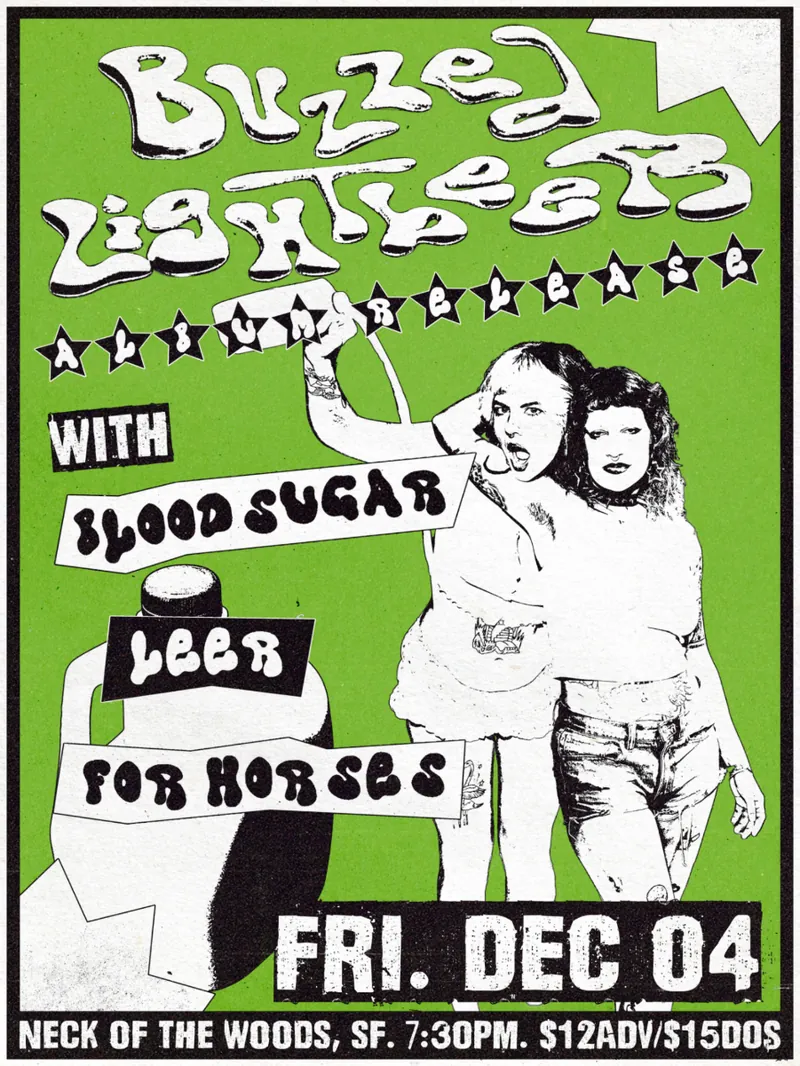 Buzzed
LightbeeR
ALBUM RELEASE
WITH
BLOOD SUGAR
LEER
FOR HORSES
FRI. DEC 04
NECK OF THE WOODS, SF. 7:30PM. $12ADV/$15DOS